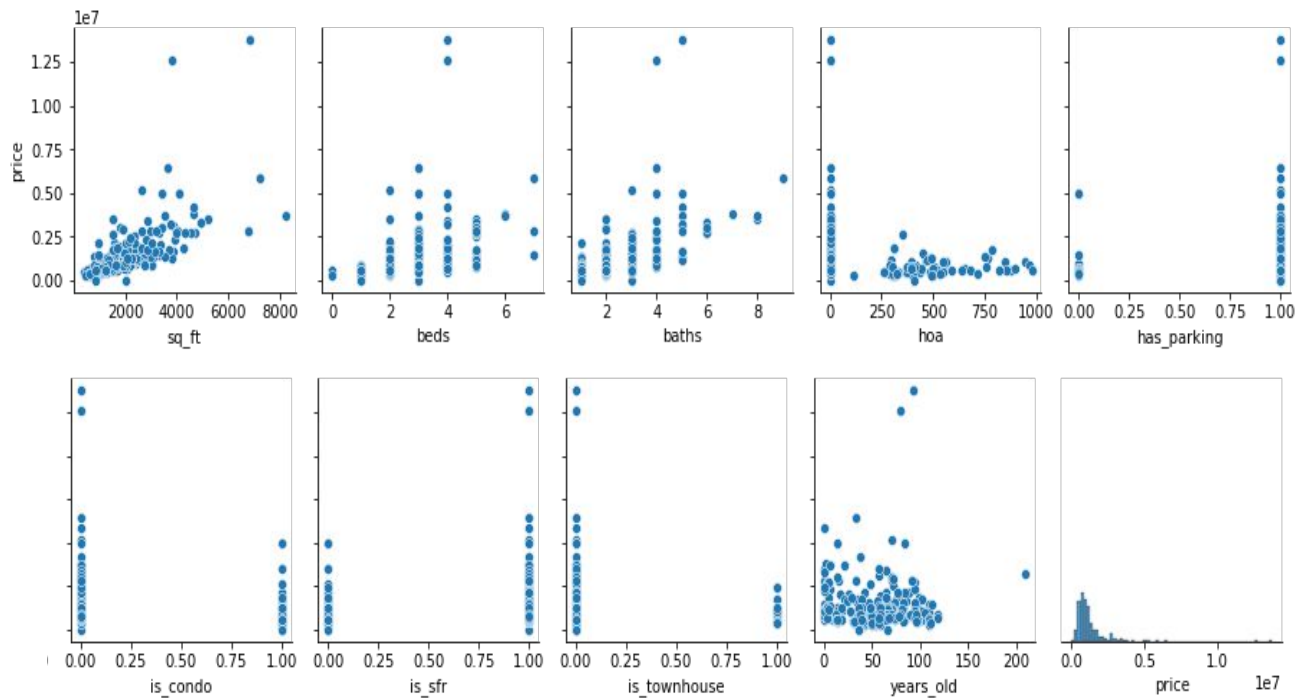 1e7
price
1.25
1.00
0.75
0.50
0.25
0.00
2000 4000 6000 8000
sq_ft
0 2 4 6
beds
2 4 6 8
baths
0 250 500 750 1000
hoa
0.00 0.25 0.50 0.75 1.00
has_parking
0.00 0.25 0.50 0.75 1.00
is_condo
0.00 0.25 0.50 0.75 1.00
is_sfr
0.00 0.25 0.50 0.75 1.00
is_townhouse
0 50 100 150 200
years_old
0.0 0.5 1.0
price
1e7